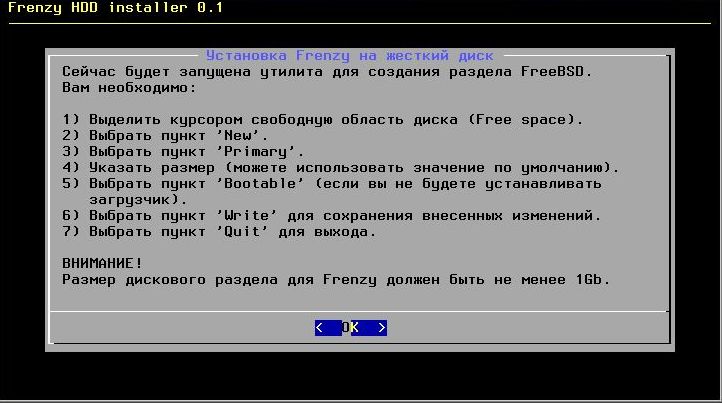 Frenzy HDD installer 0.1
Установка Frenzy на жесткий диск
Сейчас будет запущена утилита для создания раздела FreeBSD.
Вам необходимо:
1) Выделить курсором свободную область диска (Free space).
2) Выбрать пункт 'New'.
3) Выбрать пункт 'Primary'.
4) Указать размер (можете использовать значение по умолчанию).
5) Выбрать пункт 'Bootable' (если вы не будете устанавливать
загрузчик).
6) Выбрать пункт 'Write' для сохранения внесенных изменений.
7) Выбрать пункт 'Quit' для выхода.
ВНИМАНИЕ!
Размер дискового раздела для Frenzy должен быть не менее 1Gb.
< OK >